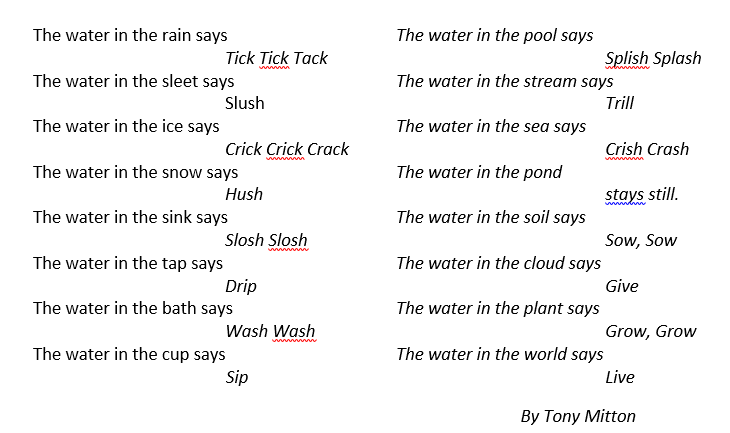 The water in the rain says
Tick Tick Tack
The water in the sleet says
Slush
The water in the ice says
Crick Crick Crack
The water in the snow says
Hush
The water in the sink says
Slosh Slosh
The water in the tap says
Drip
The water in the bath says
Wash Wash
The water in the cup says
Sip
The water in the pool says
Splish Splash
The water in the stream says
Trill
The water in the sea says
Crish Crash
The water in the pond
stays still.
The water in the soil says
Sow, Sow
The water in the cloud says
Give
The water in the plant says
Grow, Grow
The water in the world says
Live
By Tony Mitton